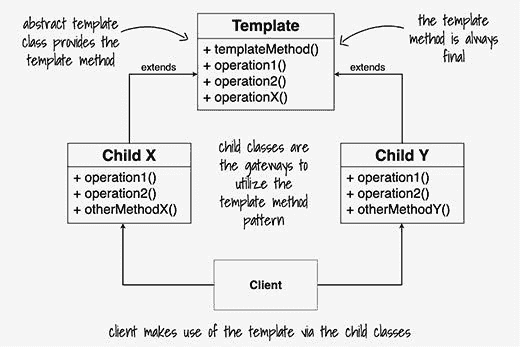 abstract template
class provides the
template method
Template
+ templateMethod()
+ operation1()
+ operation2()
+ operationX()
the template
method is always
final
extends
extends
Child X
+ operation1()
+ operation2()
+ otherMethodX()
child classes are
the gateways to
utilize the
template method
pattern
Child Y
+ operation1()
+ operation2()
+ otherMethodY()
Client
client makes use of the template via the child classes